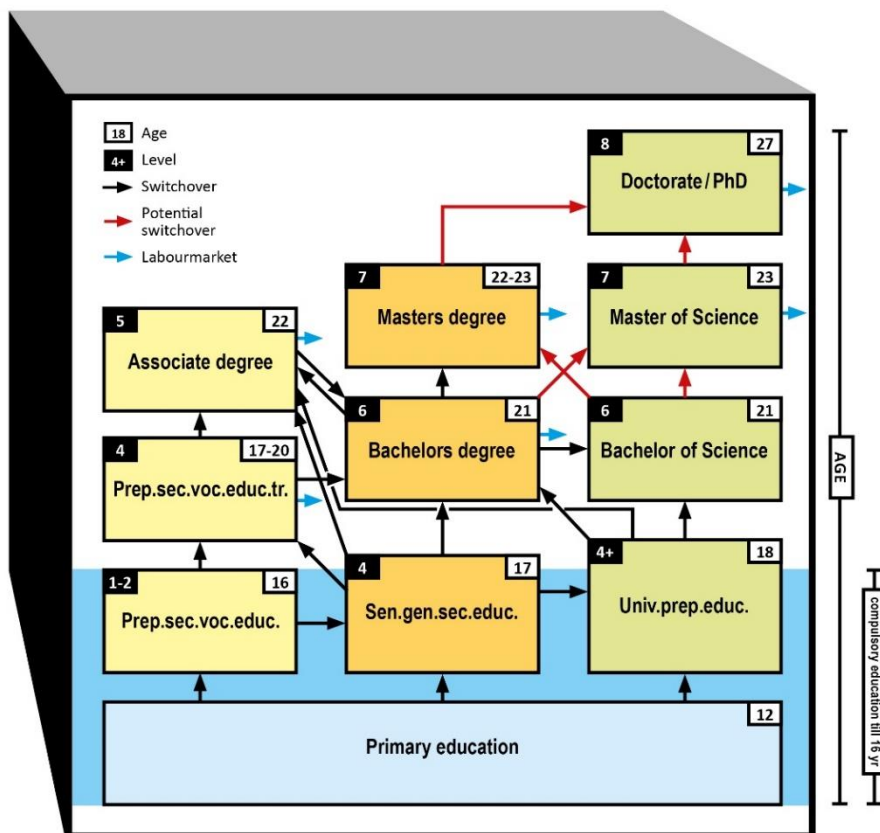 18 Age
4+ Level
Switchover
Potential
switchover
Labourmarket
8 27
Doctorate / PhD
7 22-23
Masters degree
7 23
Master of Science
5 22
Associate degree
6 21
Bachelors degree
6 21
Bachelor of Science
4 17-20
Prep.sec.voc.educ.tr.
1-2 16
Prep.sec.voc.educ.
4 17
Sen.gen.sec.educ.
4+ 18
Univ.prep.educ.
12
Primary education
AGE
compulsory education till 16 yr